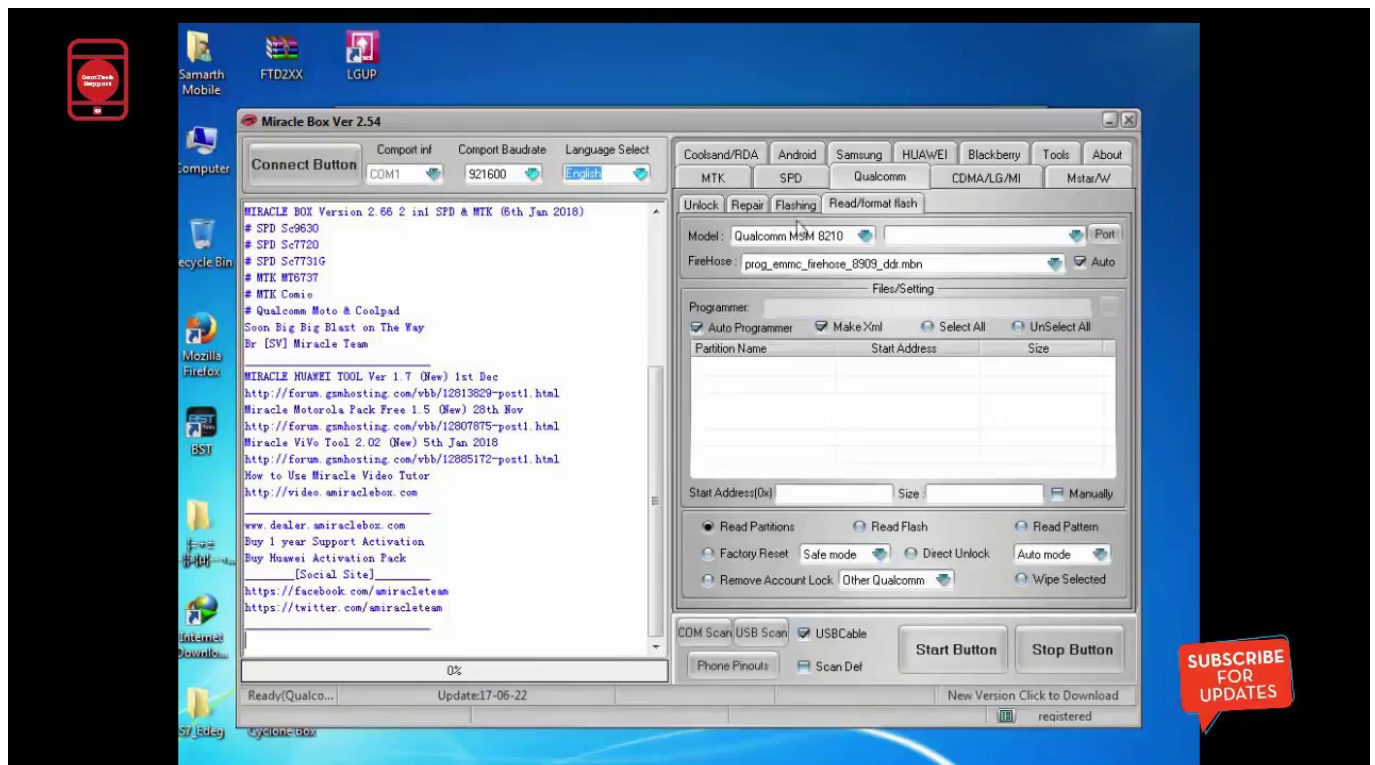 GsmTech
Support
Samarth
Mobile
FTD2XX
LGUP
Computer
Recycle Bin
Mozilla
Firefox
BST
Internet
Downlo...
S7_Edeg
Cyclone Box
Miracle Box Ver 2.54
Connect Button
Comport inf
Comport Baudrate
Language Select
COM1
921600
English
MIRACLE BOX Version 2.66 2 in1 SPD & MTK (6th Jan 2018)
# SPD Sc9630
# SPD Sc7720
# SPD Sc7731G
# MTK MT6737
# MTK Comio
# Qualcomm Moto & Coolpad
Soon Big Big Blast on The Way
Br [SV] Miracle Team
MIRACLE HUAWEI TOOL Ver 1.7 (New) 1st Dec
http://forum.gsmhosting.com/vbb/12813829-post1.html
Miracle Motorola Pack Free 1.5 (New) 28th Nov
http://forum.gsmhosting.com/vbb/12807875-post1.html
Miracle ViVo Tool 2.02 (New) 5th Jan 2018
http://forum.gsmhosting.com/vbb/12885172-post1.html
How to Use Miracle Video Tutor
http://video.amiraclebox.com
www.dealer.amiraclebox.com
Buy 1 year Support Activation
Buy Huawei Activation Pack
______[Social Site]______
https://facebook.com/amiracleteam
https://twitter.com/amiracleteam
0%
Coolsand/RDA Android Samsung HUAWEI Blackberry Tools About
MTK SPD Qualcomm CDMA/LG/MI Mstar/W
Unlock Repair Flashing Read/format flash
Model : Qualcomm MSM 8210 Port
FireHose : prog_emmc_firehose_8909_ddr.mbn Auto
Files/Setting
Programmer:
Auto Programmer Make Xml Select All UnSelect All
Partition Name Start Address Size
Start Address(0x) Size : Manually
Read Partitions Read Flash Read Pattern
Factory Reset Safe mode Direct Unlock Auto mode
Remove Account Lock Other Qualcomm Wipe Selected
COM Scan USB Scan USBCable
Start Button Stop Button
Phone Pinouts Scan Def
Ready(Qualco... Update:17-06-22 New Version Click to Download
registered
SUBSCRIBE
FOR
UPDATES